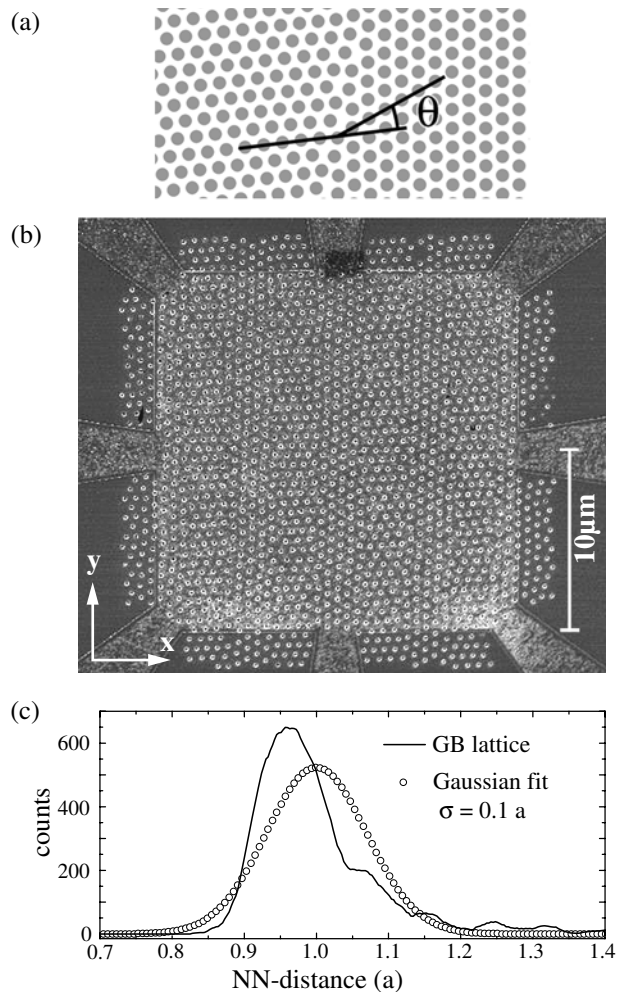 (a)
θ
(b)
10μm
y
x
(c)
600
400
200
0
counts
GB lattice
Gaussian fit
σ = 0.1 a
0.7 0.8 0.9 1.0 1.1 1.2 1.3 1.4
NN-distance (a)